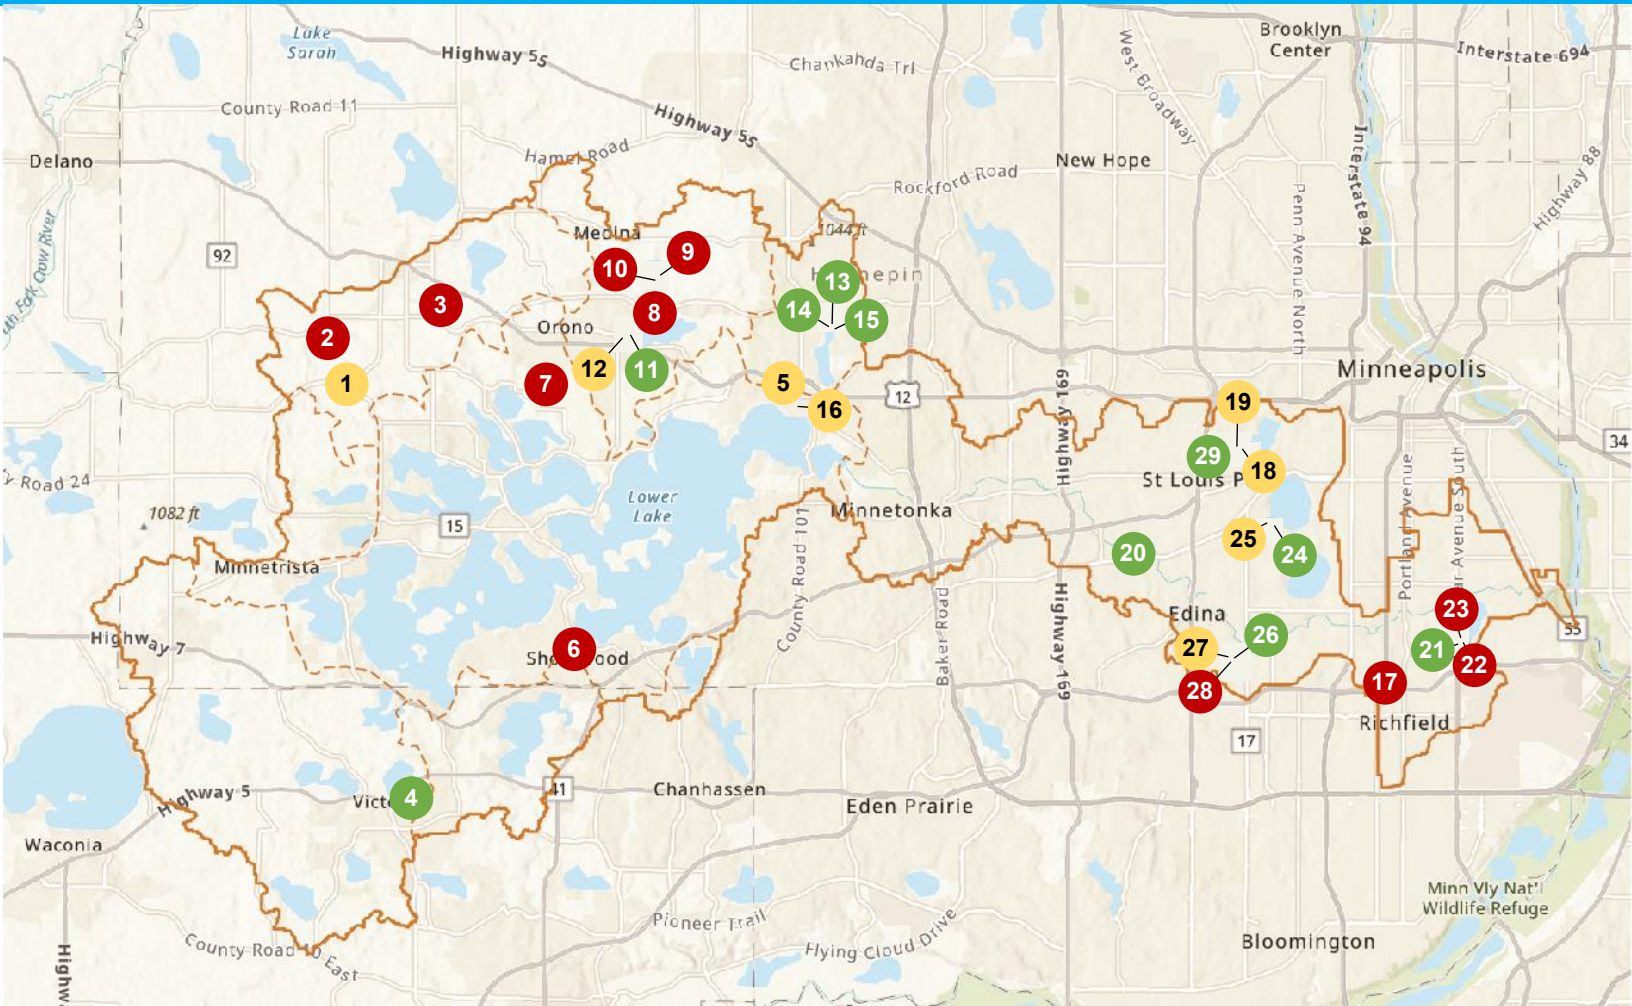 Lake
Sarah
Highway 55
Chankahda Trl
Brooklyn
Center
Interstate 694
West Broadway
County Road 11
Highway 55
Interstate 94
Delano
Hamel Road
New Hope
Highway 88
Rockford Road
Penn Avenue North
Crow River
92
Medina
1044 ft
9
10
13
3
8
14
15
Orono
2
1
7
12
11
5
16
12
Minneapolis
Highway 169
19
34
29
18
St Louis P
Road 24
Lower
Lake
1082 ft
15
County Road 101
Minnetonka
Portland Avenue
Avenue South
25
24
20
Minnetrista
Highway 169
Baker Road
Edina
23
55
Highway 7
6
26
27
21
22
28
17
Richfield
17
Highway 5
4
41
Chanhassen
Eden Prairie
Waconia
Minn Vly Nat'l
Wildlife Refuge
Pioneer Trail
Flying Cloud Drive
County Road 10 East
Bloomington